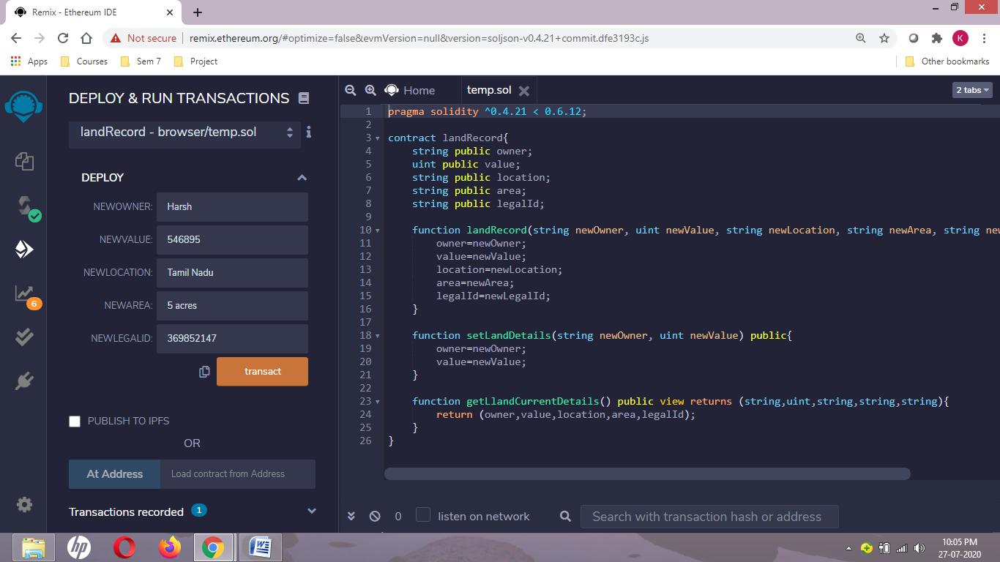 Remix - Ethereum IDE
Not secure | remix.ethereum.org/#optimize=false&evmVersion=null&version=soljson-v0.4.21+commit.dfe3193c.js
K
Apps Courses Sem 7 Project Other bookmarks
DEPLOY & RUN TRANSACTIONS
landRecord - browser/temp.sol
DEPLOY
NEWOWNER: Harsh
NEWVALUE: 546895
NEWLOCATION: Tamil Nadu
NEWAREA: 5 acres
NEWLEGALID: 369852147
transact
PUBLISH TO IPFS
OR
At Address Load contract from Address
Transactions recorded 1
6
Home temp.sol 2 tabs
1 pragma solidity ^0.4.21 < 0.6.12;
2
3 contract landRecord{
4 string public owner;
5 uint public value;
6 string public location;
7 string public area;
8 string public legalId;
9
10 function landRecord(string newOwner, uint newValue, string newLocation, string newArea, string new
11 owner=newOwner;
12 value=newValue;
13 location=newLocation;
14 area=newArea;
15 legalId=newLegalId;
16 }
17
18 function setLandDetails(string newOwner, uint newValue) public{
19 owner=newOwner;
20 value=newValue;
21 }
22
23 function getLlandCurrentDetails() public view returns (string,uint,string,string,string){
24 return (owner,value,location,area,legalId);
25 }
26 }
0 listen on network Search with transaction hash or address
hp
W
10:05 PM
27-07-2020